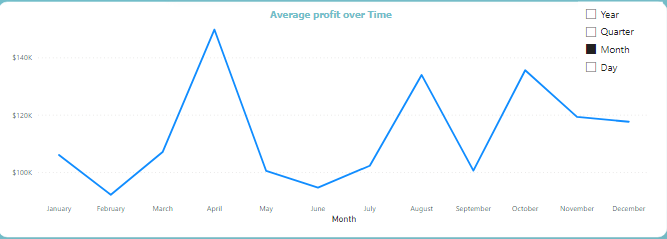 Average profit over Time
Year
Quarter
Month
Day
$140K
$120K
$100K
January February March April May June July August September October November December
Month